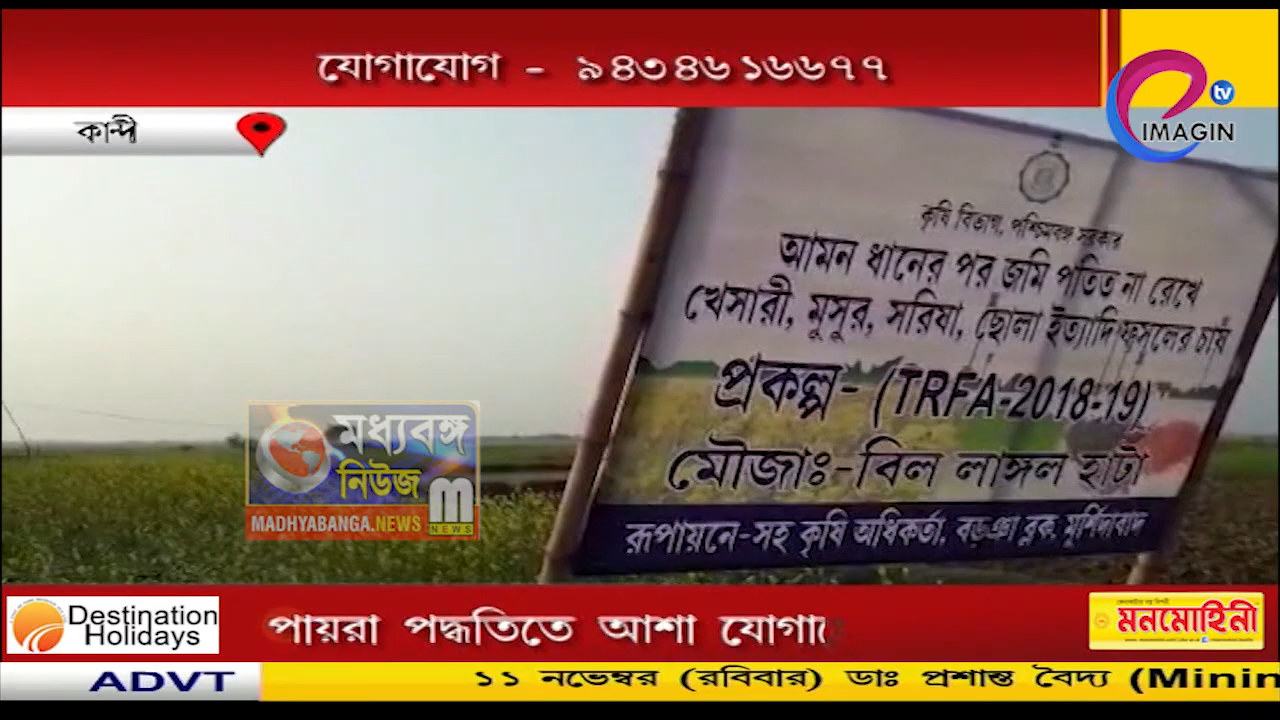 যোগাযোগ - ৯৪৩৪৬১৬৬৭৭
tv
IMAGIN
কান্দী
কৃষি বিভাগ, পশ্চিমবঙ্গ সরকার
আমন ধানের পর জমি পতিত না রেখে
খেসারী, মুসুর, সরিষা, ছোলা ইত্যাদি ফসলের চাষ
প্রকল্প- (TRFA-2018-19)
মৌজাঃ-বিল লাঙ্গল হাটা
রূপায়নে-সহ কৃষি অধিকর্তা, বড়ঞা ব্লক, মুর্শিদাবাদ
মধ্যবঙ্গ
নিউজ
MADHYABANGA.NEWS
m
NEWS
Destination
Holidays
পায়রা পদ্ধতিতে আশা যোগাচ্ছে
মনমোহিনী
ADVT
১১ নভেম্বর (রবিবার) ডাঃ প্রশান্ত বৈদ্য (Minin